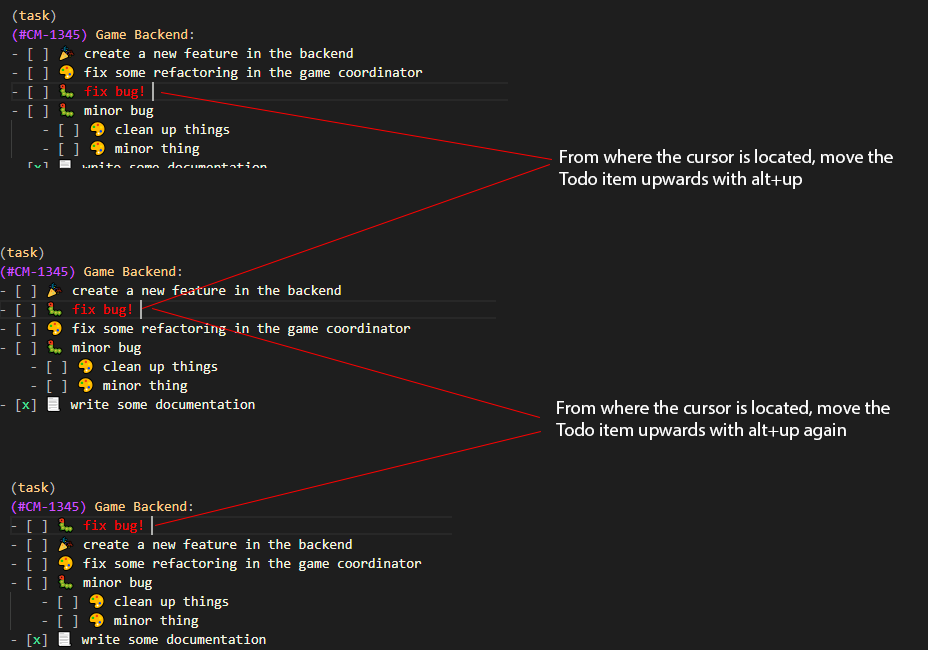 (task)
(#CM-1345) Game Backend:
- [ ] 🎉 create a new feature in the backend
- [ ] 🎨 fix some refactoring in the game coordinator
- [ ] 🐛 fix bug!
- [ ] 🐛 minor bug
- [ ] 🎨 clean up things
- [ ] 🎨 minor thing
- [x] 📃 write some documentation
From where the cursor is located, move the
Todo item upwards with alt+up
(task)
(#CM-1345) Game Backend:
- [ ] 🎉 create a new feature in the backend
- [ ] 🐛 fix bug!
- [ ] 🎨 fix some refactoring in the game coordinator
- [ ] 🐛 minor bug
- [ ] 🎨 clean up things
- [ ] 🎨 minor thing
- [x] 📃 write some documentation
From where the cursor is located, move the
Todo item upwards with alt+up again
(task)
(#CM-1345) Game Backend:
- [ ] 🐛 fix bug!
- [ ] 🎉 create a new feature in the backend
- [ ] 🎨 fix some refactoring in the game coordinator
- [ ] 🐛 minor bug
- [ ] 🎨 clean up things
- [ ] 🎨 minor thing
- [x] 📃 write some documentation